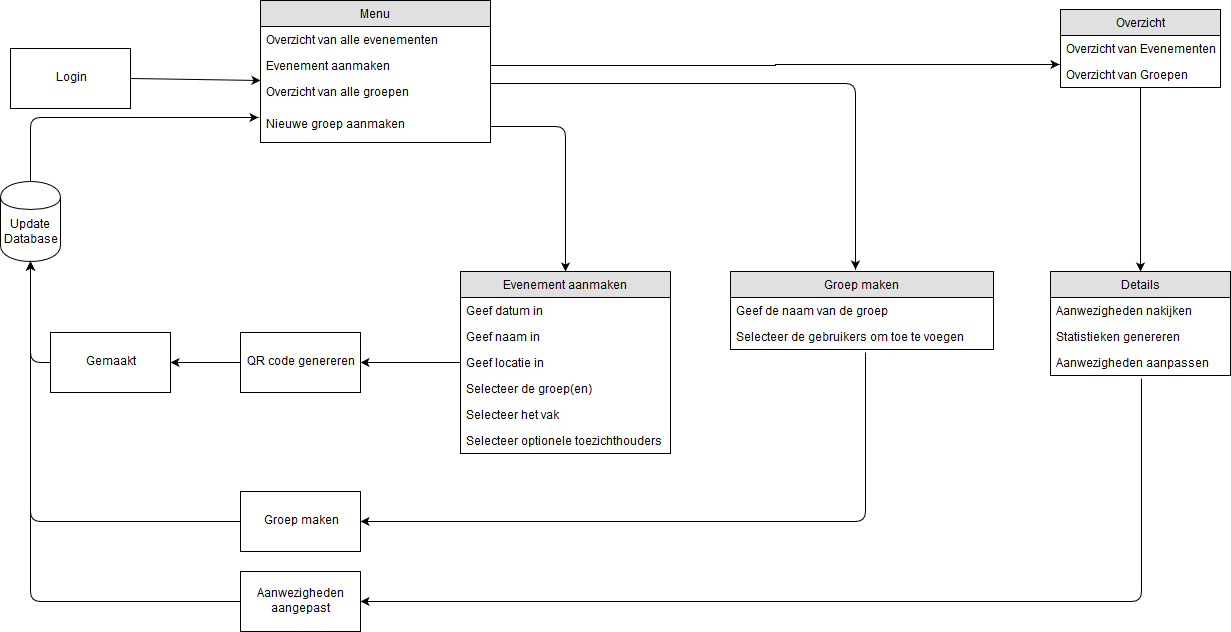 Menu
Overzicht van alle evenementen
Evenement aanmaken
Overzicht van alle groepen
Nieuwe groep aanmaken
Login
Overzicht
Overzicht van Evenementen
Overzicht van Groepen
Update
Database
Evenement aanmaken
Geef datum in
Geef naam in
Geef locatie in
Selecteer de groep(en)
Selecteer het vak
Selecteer optionele toezichthouders
Groep maken
Geef de naam van de groep
Selecteer de gebruikers om toe te voegen
Details
Aanwezigheden nakijken
Statistieken genereren
Aanwezigheden aanpassen
Gemaakt
QR code genereren
Groep maken
Aanwezigheden
aangepast